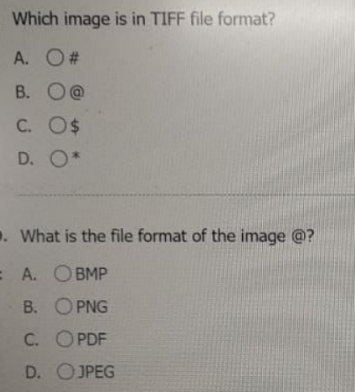 Which image is in TIFF file format?
A. #
B. @
C. $
D. *
. What is the file format of the image @?
A. BMP
B. PNG
C. PDF
D. JPEG